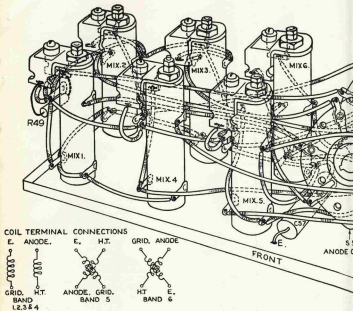 MIX.2
MIX.3
MIX.6
R49
MIX.1.
MIX.4
MIX.5.
C57
E
S S
ANODE C
FRONT
COIL TERMINAL CONNECTIONS
E. ANODE. E. H.T. GRID. ANODE
GRID. H.T. ANODE. GRID H.T E.
BAND BAND 5 BAND 6
1,2,3 & 4